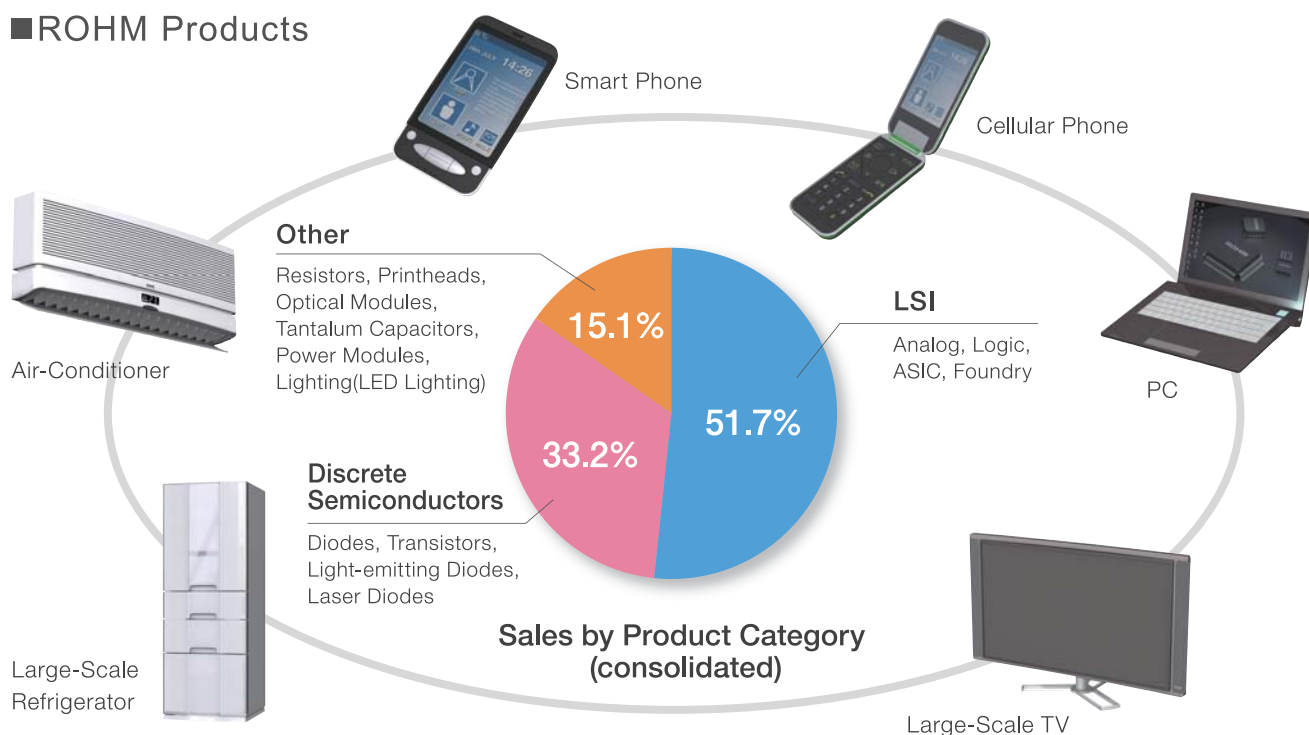 ■ROHM Products
Smart Phone
14:26
Cellular Phone
Other
Resistors, Printheads,
Optical Modules,
Tantalum Capacitors,
Power Modules,
Lighting(LED Lighting)
15.1%
LSI
Analog, Logic,
ASIC, Foundry
51.7%
Air-Conditioner
PC
33.2%
Discrete
Semiconductors
Diodes, Transistors,
Light-emitting Diodes,
Laser Diodes
Sales by Product Category
(consolidated)
Large-Scale
Refrigerator
Large-Scale TV